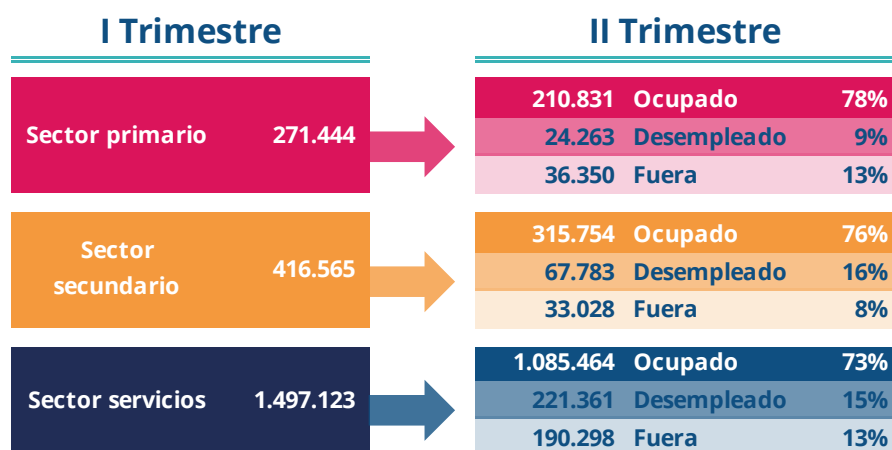 I Trimestre
II Trimestre
Sector primario 271.444
210.831 Ocupado 78%
24.263 Desempleado 9%
36.350 Fuera 13%
Sector
secundario 416.565
315.754 Ocupado 76%
67.783 Desempleado 16%
33.028 Fuera 8%
Sector servicios 1.497.123
1.085.464 Ocupado 73%
221.361 Desempleado 15%
190.298 Fuera 13%